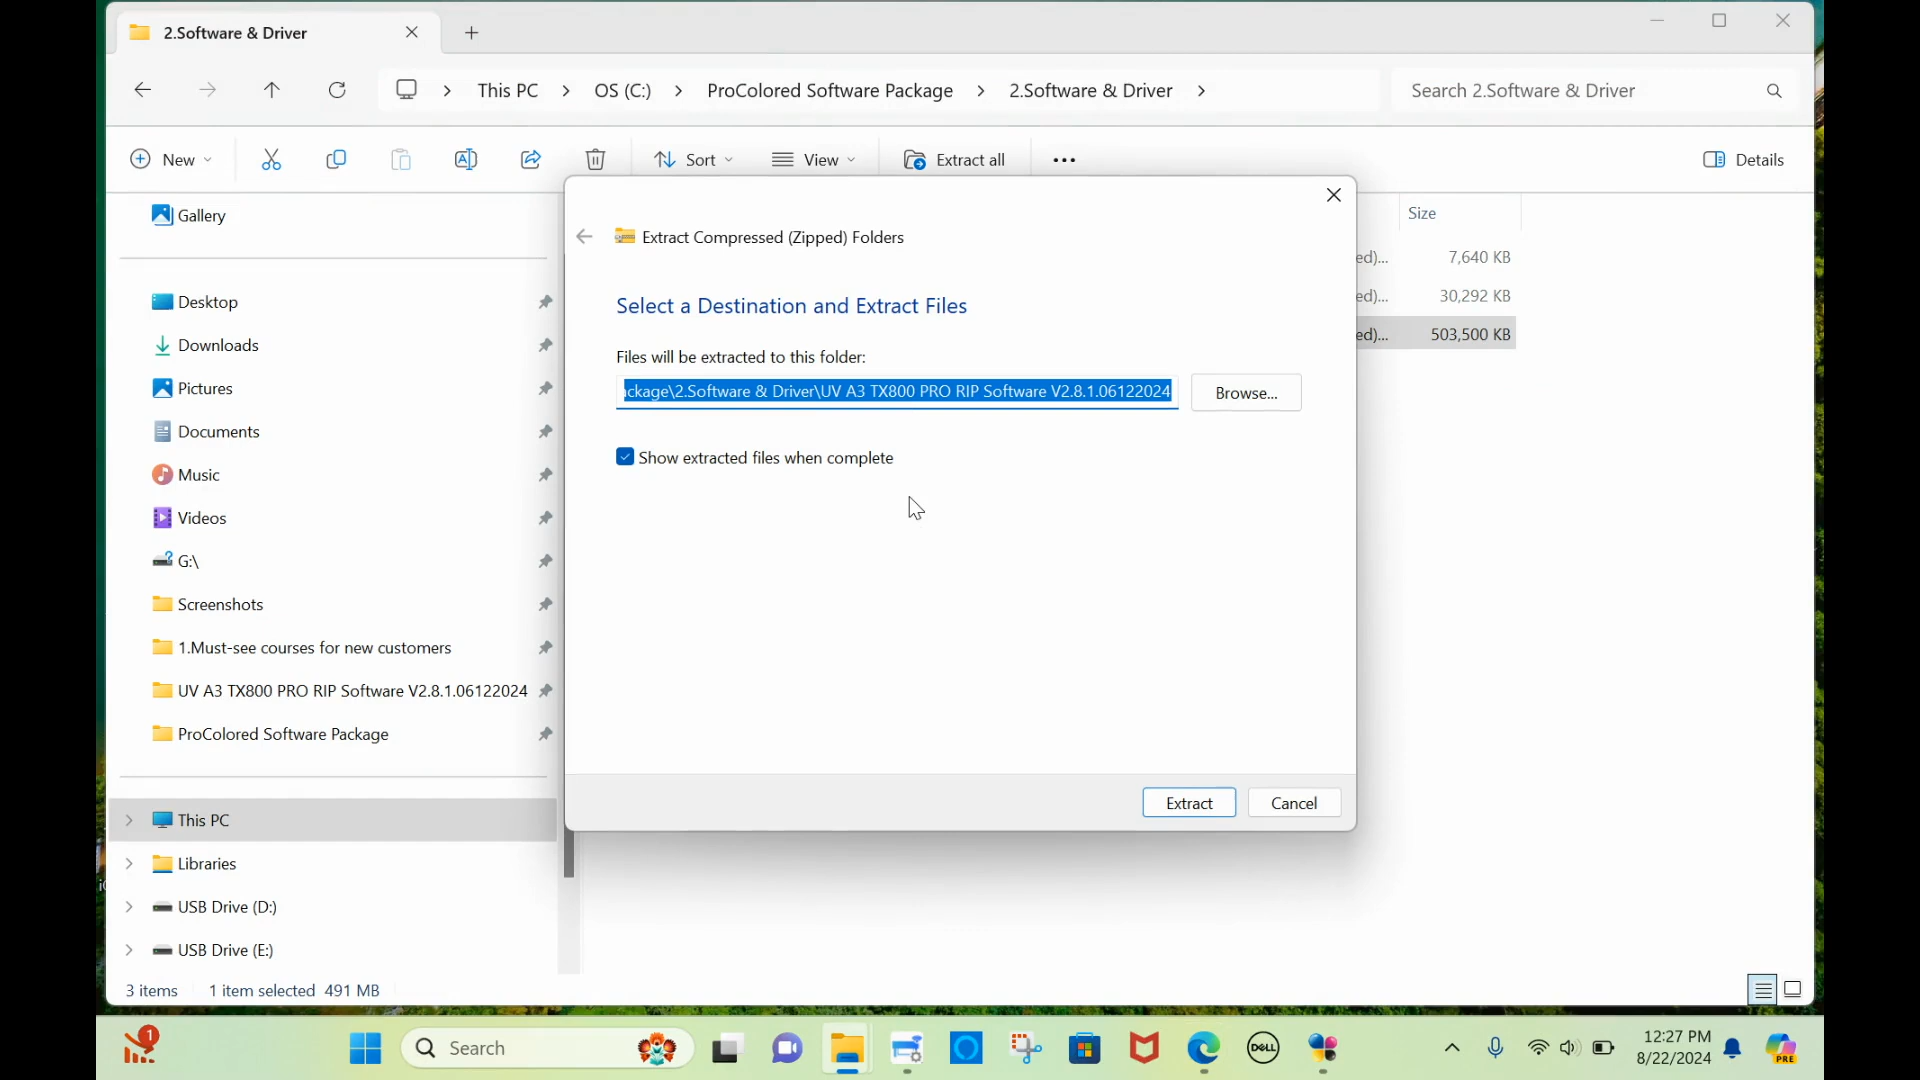 2.Software & Driver
This PC > OS (C:) > ProColored Software Package > 2.Software & Driver >
Search 2.Software & Driver
New
Sort
View
Extract all
Details
Gallery
Desktop
Downloads
Pictures
Documents
Music
Videos
G:\
Screenshots
1.Must-see courses for new customers
UV A3 TX800 PRO RIP Software V2.8.1.06122024
ProColored Software Package
This PC
Libraries
USB Drive (D:)
USB Drive (E:)
3 items 1 item selected 491 MB
Size
ed)... 7,640 KB
ed)... 30,292 KB
ed)... 503,500 KB
Extract Compressed (Zipped) Folders
Select a Destination and Extract Files
Files will be extracted to this folder:
ackage\2.Software & Driver\UV A3 TX800 PRO RIP Software V2.8.1.06122024
Browse...
Show extracted files when complete
Extract
Cancel
1
Search
DELL
12:27 PM
8/22/2024
PRE